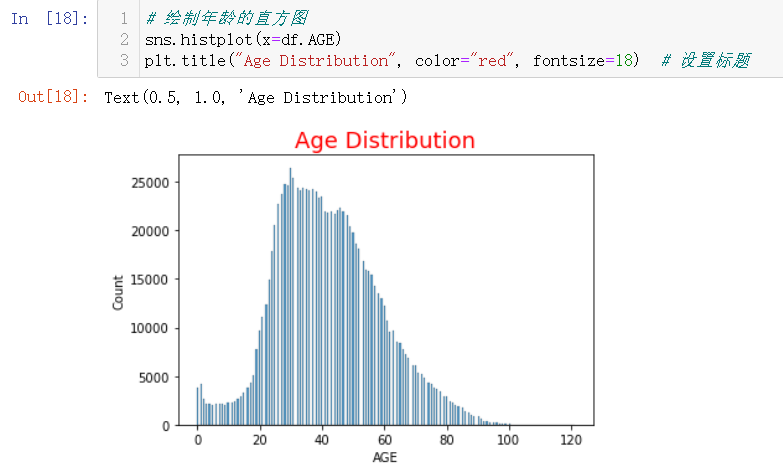 In [18]:
1 # 绘制年龄的直方图
2 sns.histplot(x=df.AGE)
3 plt.title("Age Distribution", color="red", fontsize=18)  # 设置标题
Out[18]: Text(0.5, 1.0, 'Age Distribution')
Age Distribution
25000
20000
15000
10000
5000
0
Count
0 20 40 60 80 100 120
AGE